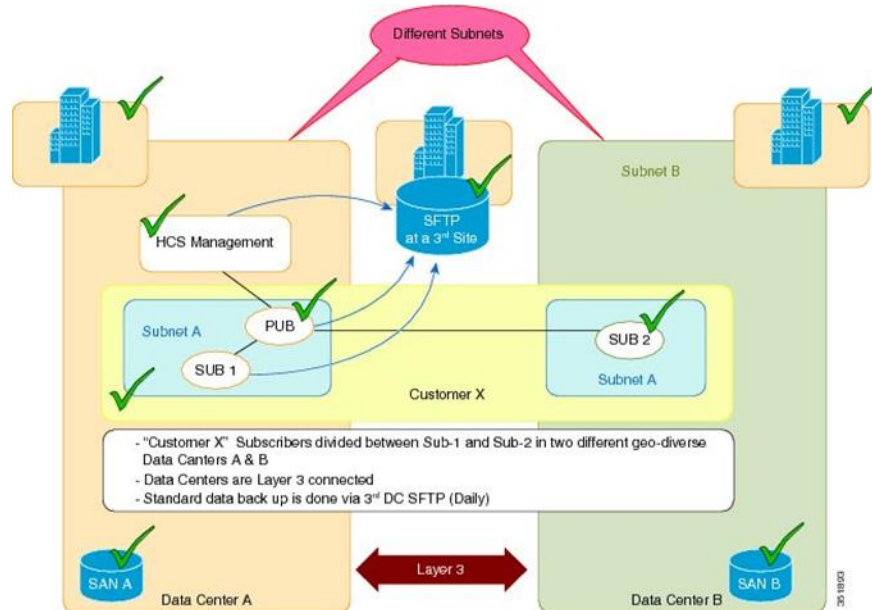 Different Subnets
Subnet B
SFTP
at a 3rd Site
HCS Management
Subnet A
PUB
SUB 1
SUB 2
Subnet A
Customer X
- "Customer X" Subscribers divided between Sub-1 and Sub-2 in two different geo-diverse
Data Canters A & B
- Data Centers are Layer 3 connected
- Standard data back up is done via 3rd DC SFTP (Daily)
SAN A
Data Center A
Layer 3
SAN B
Data Center B
351893